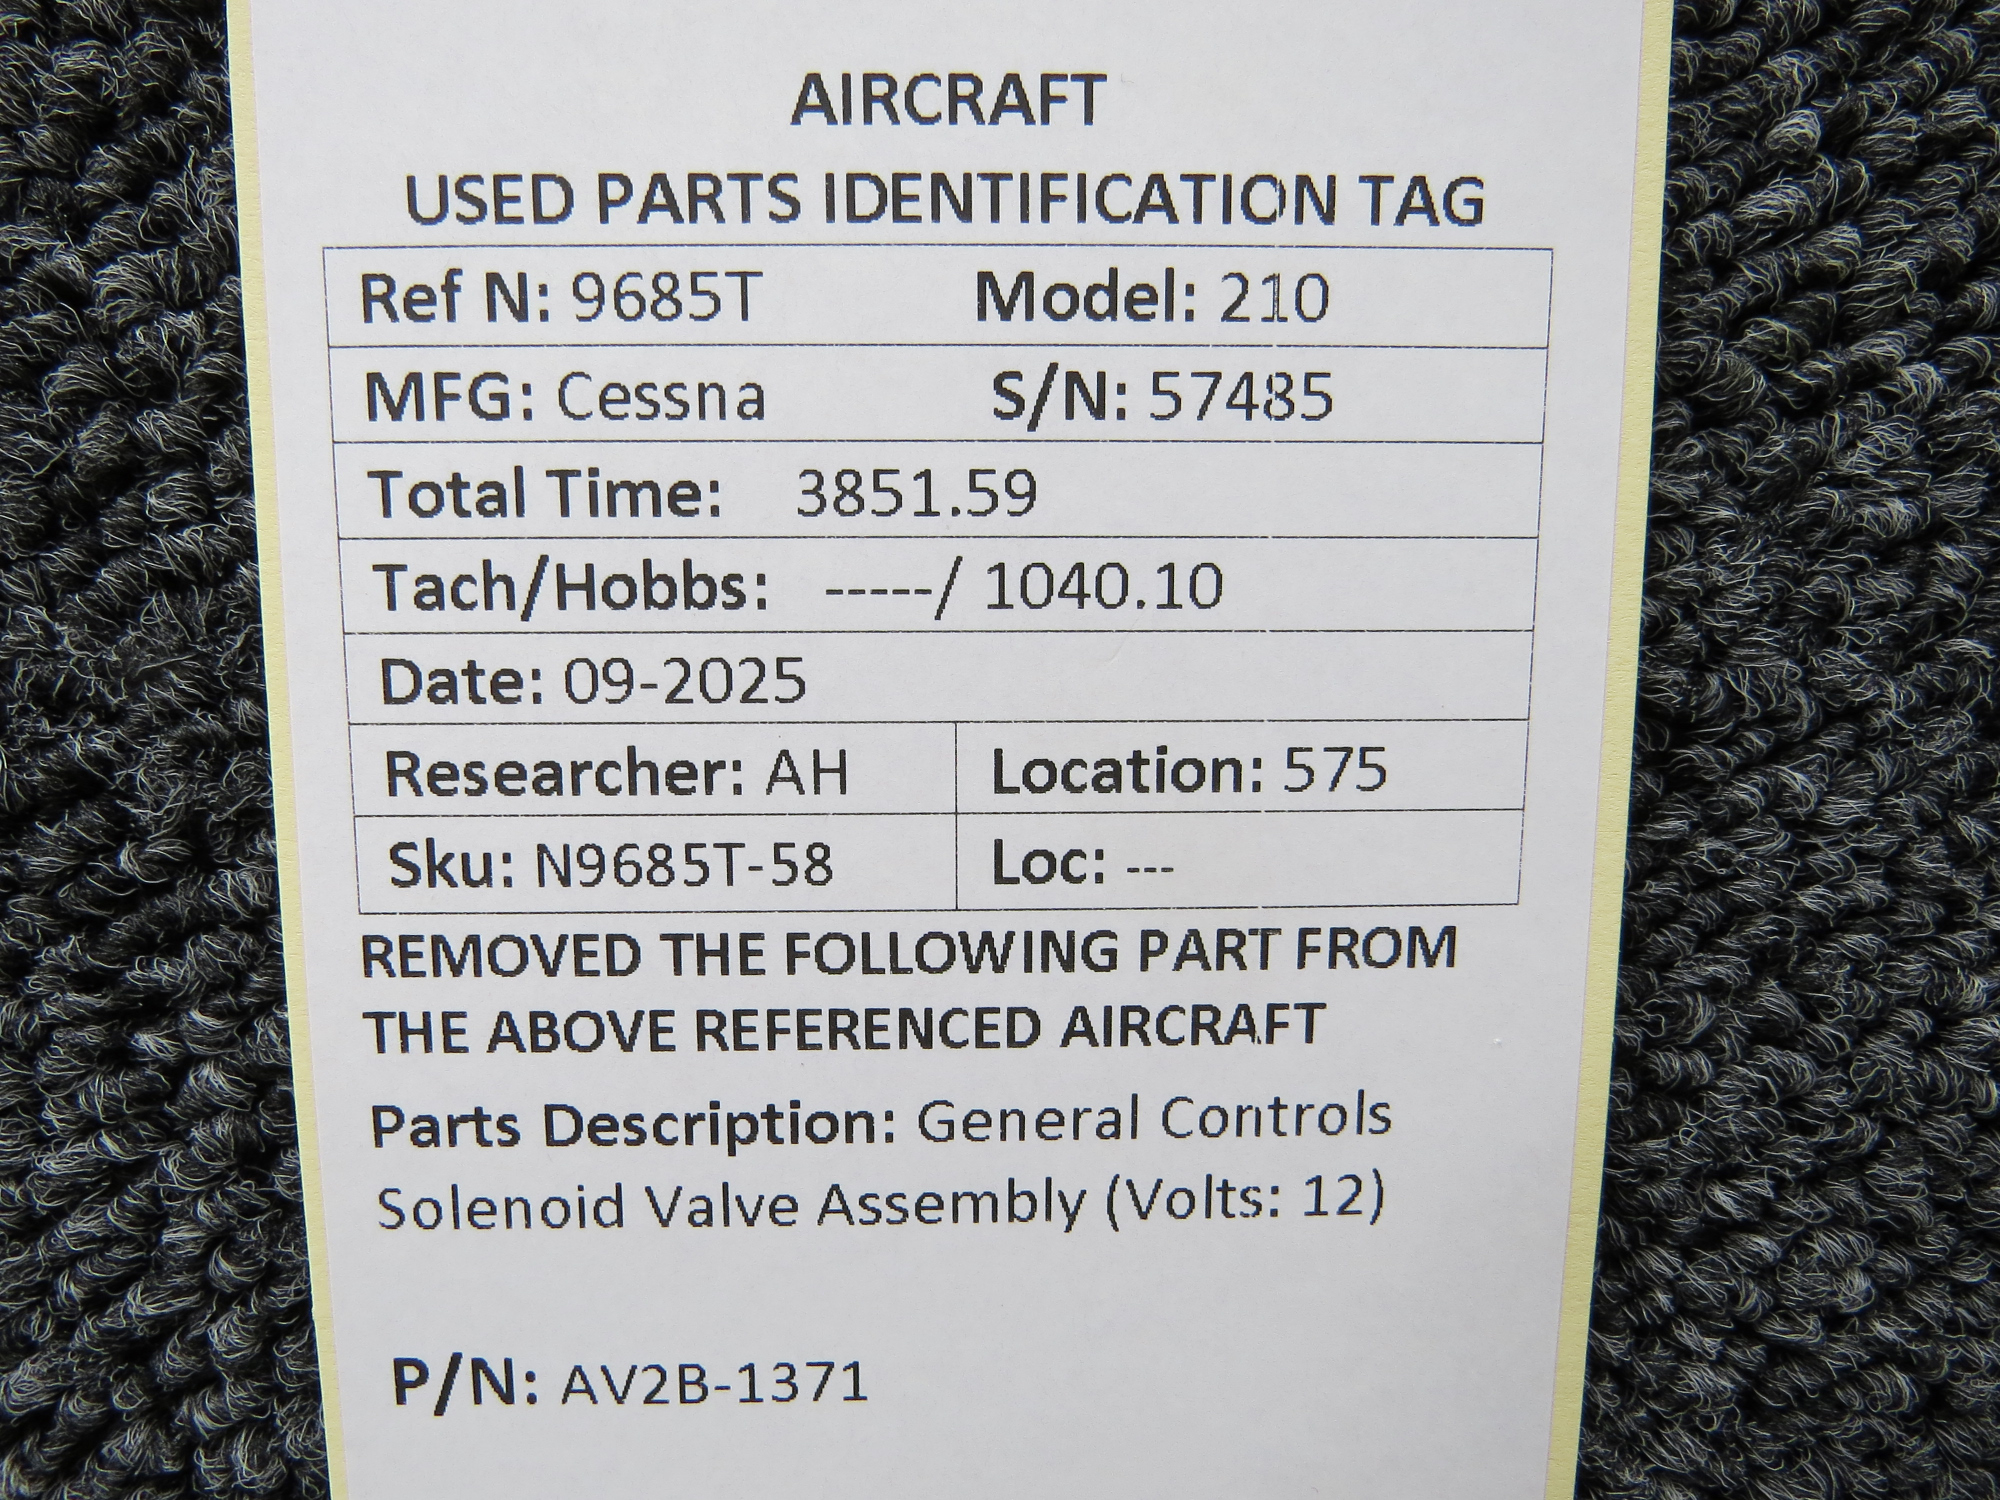 AIRCRAFT
USED PARTS IDENTIFICATION TAG
Ref N: 9685T Model: 210
MFG: Cessna S/N: 57485
Total Time: 3851.59
Tach/Hobbs: -----/ 1040.10
Date: 09-2025
Researcher: AH Location: 575
Sku: N9685T-58 Loc: ---
REMOVED THE FOLLOWING PART FROM
THE ABOVE REFERENCED AIRCRAFT
Parts Description: General Controls
Solenoid Valve Assembly (Volts: 12)
P/N: AV2B-1371